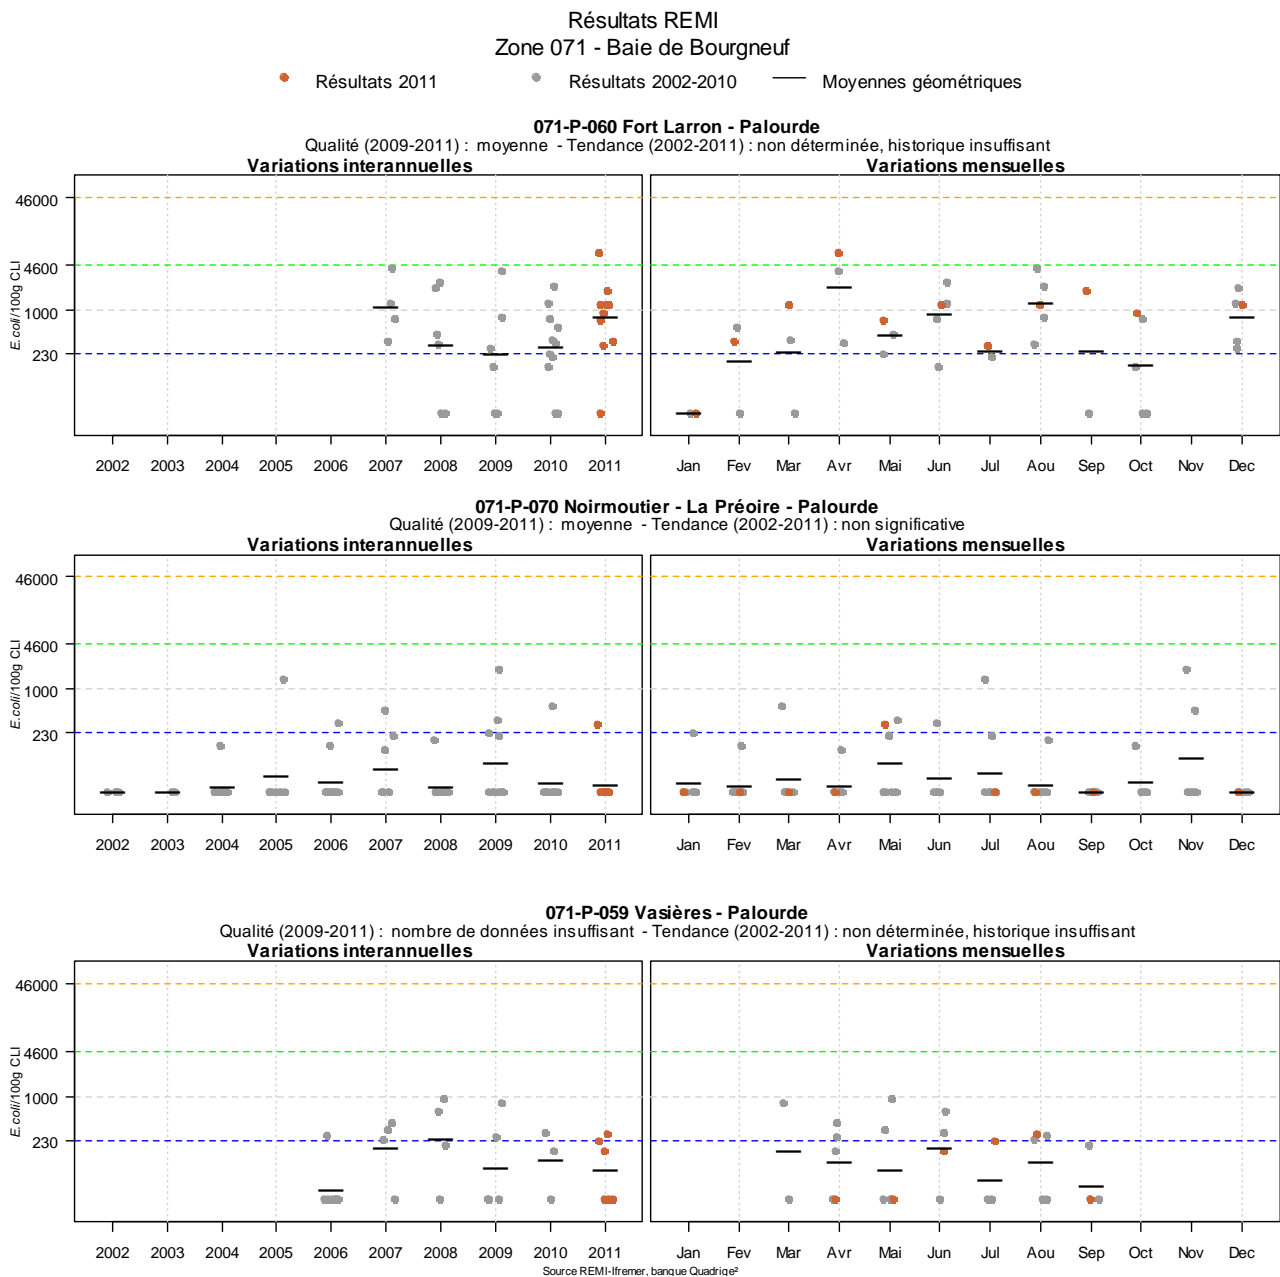 Résultats REMI
Zone 071 - Baie de Bourgneuf
Résultats 2011 Résultats 2002-2010 Moyennes géométriques
071-P-060 Fort Larron - Palourde
Qualité (2009-2011) : moyenne - Tendance (2002-2011) : non déterminée, historique insuffisant
Variations interannuelles Variations mensuelles
E.coli/100g CLI
46000
4600
1000
230
2002 2003 2004 2005 2006 2007 2008 2009 2010 2011 Jan Fev Mar Avr Mai Jun Jul Aou Sep Oct Nov Dec
071-P-070 Noirmoutier - La Préoire - Palourde
Qualité (2009-2011) : moyenne - Tendance (2002-2011) : non significative
Variations interannuelles Variations mensuelles
E.coli/100g CLI
46000
4600
1000
230
2002 2003 2004 2005 2006 2007 2008 2009 2010 2011 Jan Fev Mar Avr Mai Jun Jul Aou Sep Oct Nov Dec
071-P-059 Vasières - Palourde
Qualité (2009-2011) : nombre de données insuffisant - Tendance (2002-2011) : non déterminée, historique insuffisant
Variations interannuelles Variations mensuelles
E.coli/100g CLI
46000
4600
1000
230
2002 2003 2004 2005 2006 2007 2008 2009 2010 2011 Jan Fev Mar Avr Mai Jun Jul Aou Sep Oct Nov Dec
Source REMI-Ifremer, banque Quadrige²